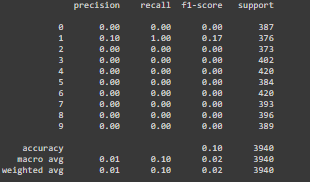 precision recall f1-score support
0 0.00 0.00 0.00 387
1 0.10 1.00 0.17 376
2 0.00 0.00 0.00 373
3 0.00 0.00 0.00 402
4 0.00 0.00 0.00 420
5 0.00 0.00 0.00 384
6 0.00 0.00 0.00 420
7 0.00 0.00 0.00 393
8 0.00 0.00 0.00 396
9 0.00 0.00 0.00 389
accuracy 0.10 3940
macro avg 0.01 0.10 0.02 3940
weighted avg 0.01 0.10 0.02 3940